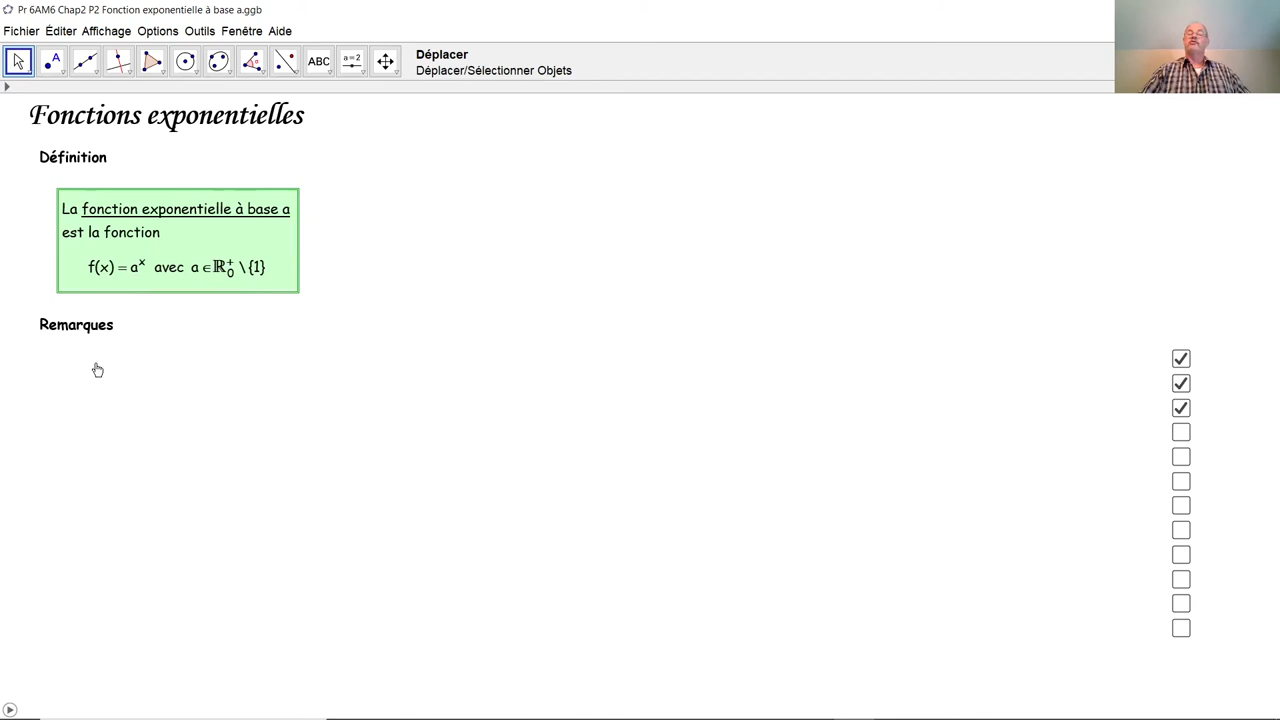 Pr 6AM6 Chap2 P2 Fonction exponentielle à base a.ggb
Fichier Éditer Affichage Options Outils Fenêtre Aide
A
ABC
a=2
Déplacer
Déplacer/Sélectionner Objets
Fonctions exponentielles
Définition
La fonction exponentielle à base a
est la fonction
f(x) = aˣ avec a ∈ ℝ₀⁺ \ {1}
Remarques